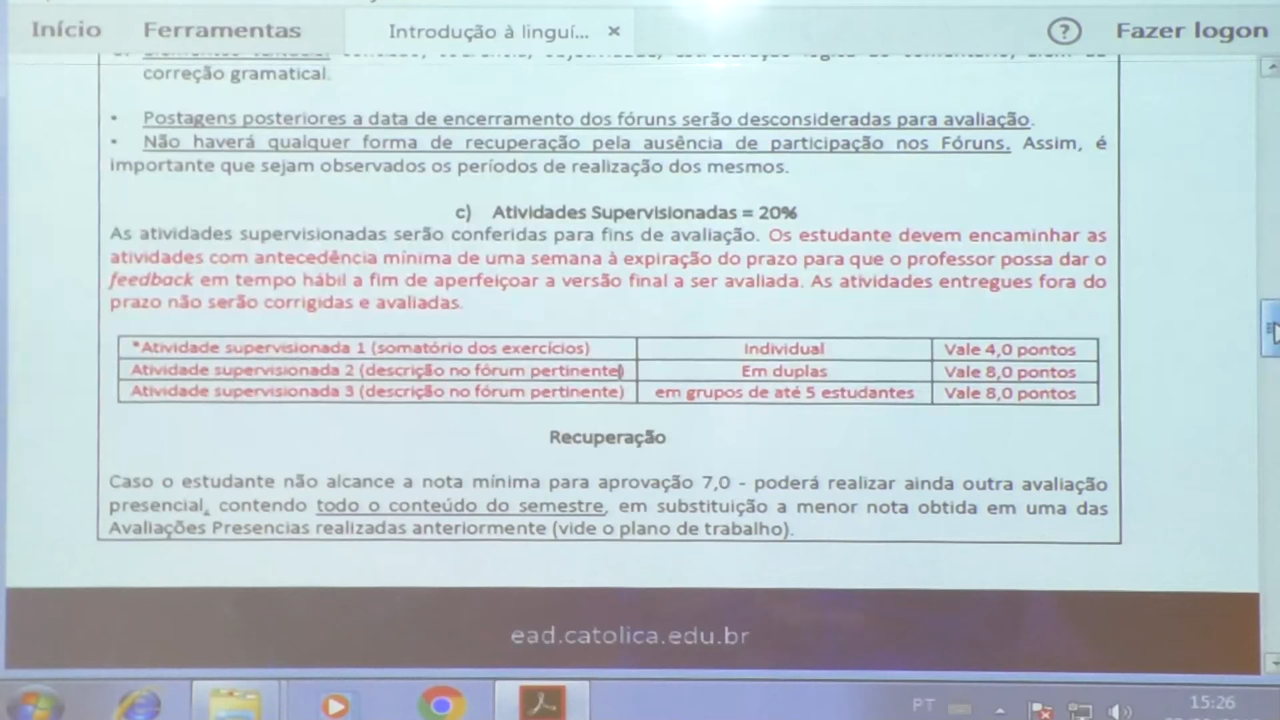 Início Ferramentas Introdução à linguí... × ? Fazer logon
correção gramatical.
• Postagens posteriores a data de encerramento dos fóruns serão desconsideradas para avaliação.
• Não haverá qualquer forma de recuperação pela ausência de participação nos Fóruns. Assim, é
importante que sejam observados os períodos de realização dos mesmos.
c) Atividades Supervisionadas = 20%
As atividades supervisionadas serão conferidas para fins de avaliação. Os estudante devem encaminhar as
atividades com antecedência mínima de uma semana à expiração do prazo para que o professor possa dar o
feedback em tempo hábil a fim de aperfeiçoar a versão final a ser avaliada. As atividades entregues fora do
prazo não serão corrigidas e avaliadas.
*Atividade supervisionada 1 (somatório dos exercícios) Individual Vale 4,0 pontos
Atividade supervisionada 2 (descrição no fórum pertinente) Em duplas Vale 8,0 pontos
Atividade supervisionada 3 (descrição no fórum pertinente) em grupos de até 5 estudantes Vale 8,0 pontos
Recuperação
Caso o estudante não alcance a nota mínima para aprovação 7,0 - poderá realizar ainda outra avaliação
presencial, contendo todo o conteúdo do semestre, em substituição a menor nota obtida em uma das
Avaliações Presencias realizadas anteriormente (vide o plano de trabalho).
ead.catolica.edu.br
PT 15:26